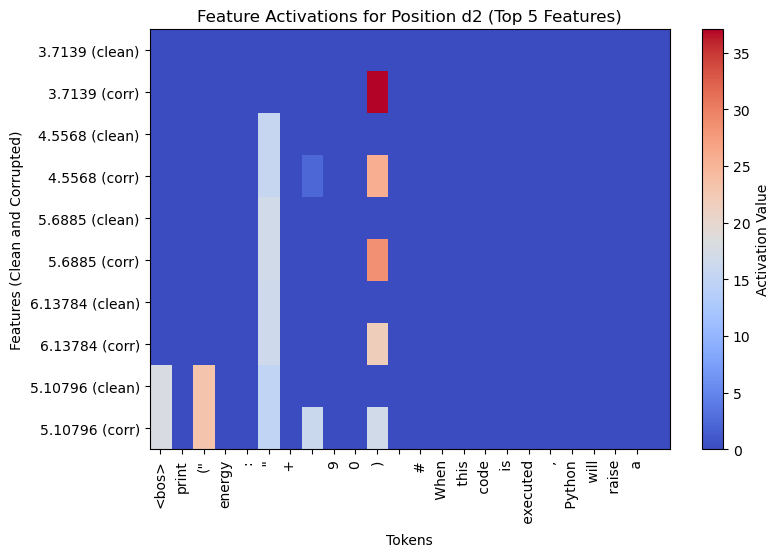 Feature Activations for Position d2 (Top 5 Features)
Features (Clean and Corrupted)
3.7139 (clean)
3.7139 (corr)
4.5568 (clean)
4.5568 (corr)
5.6885 (clean)
5.6885 (corr)
6.13784 (clean)
6.13784 (corr)
5.10796 (clean)
5.10796 (corr)
<bos>
print
("
energy
:
"
+
9
0
)
#
When
this
code
is
executed
,
Python
will
raise
a
Tokens
35
30
25
20
15
10
5
0
Activation Value